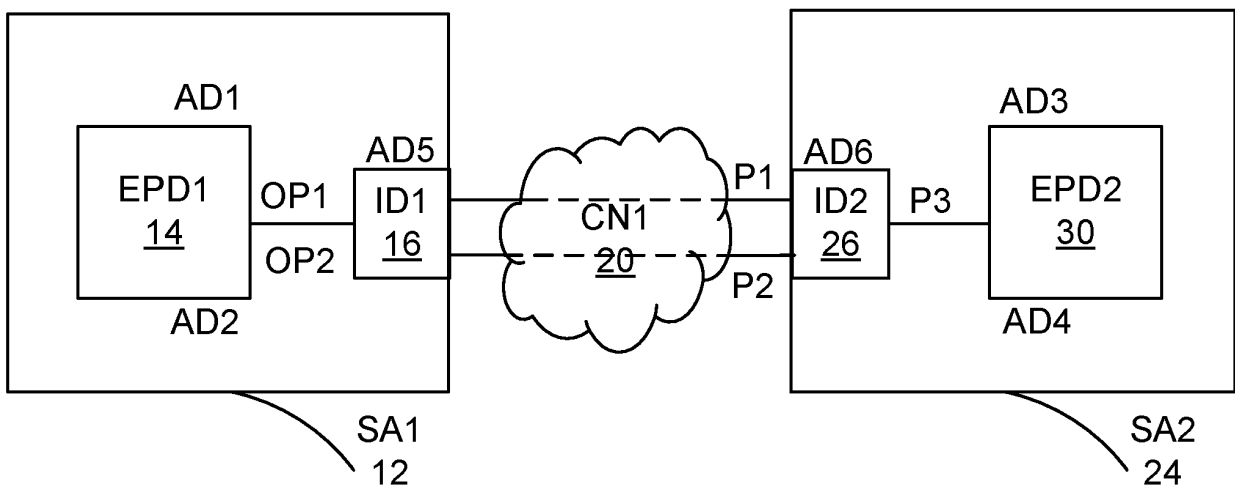 AD1
EPD1
14
AD2
OP1
OP2
AD5
ID1
16
CN1
20
P1
P2
AD6
ID2
26
P3
AD3
EPD2
30
AD4
SA1
12
SA2
24